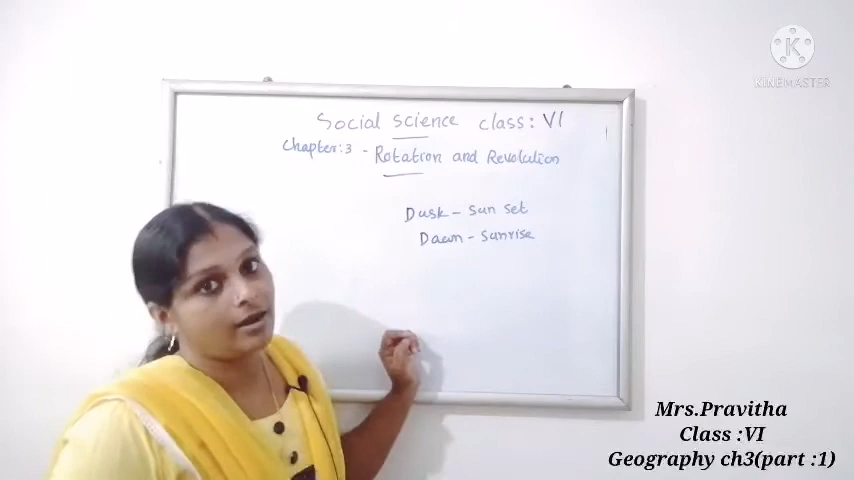 Social science class: VI
Chapter:3 - Rotation and Revolution
Dusk - Sun set
Dawn - Sunrise
KINEMASTER
Mrs.Pravitha
Class :VI
Geography ch3(part :1)